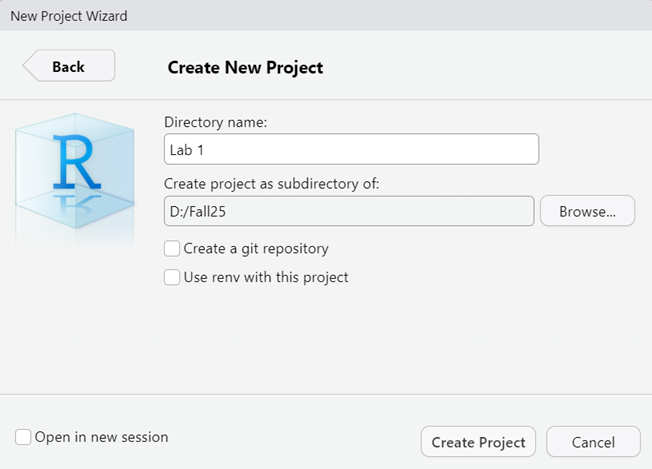 New Project Wizard
Back
Create New Project
R
Directory name:
Lab 1
Create project as subdirectory of:
D:/Fall25
Browse...
Create a git repository
Use renv with this project
Open in new session
Create Project
Cancel